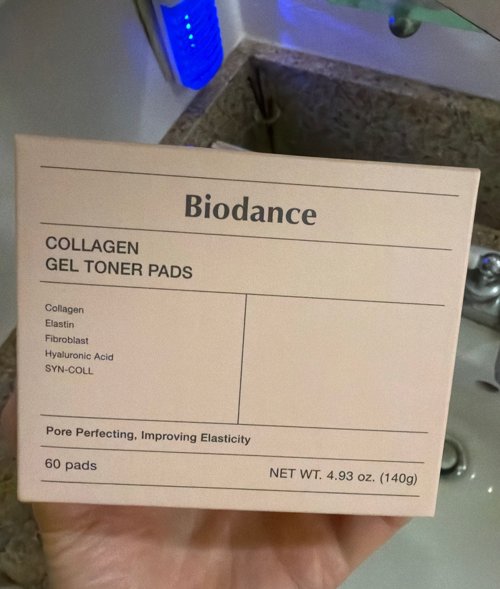 Biodance
COLLAGEN
GEL TONER PADS
Collagen
Elastin
Fibroblast
Hyaluronic Acid
SYN-COLL
Pore Perfecting, Improving Elasticity
60 pads
NET WT. 4.93 oz. (140g)